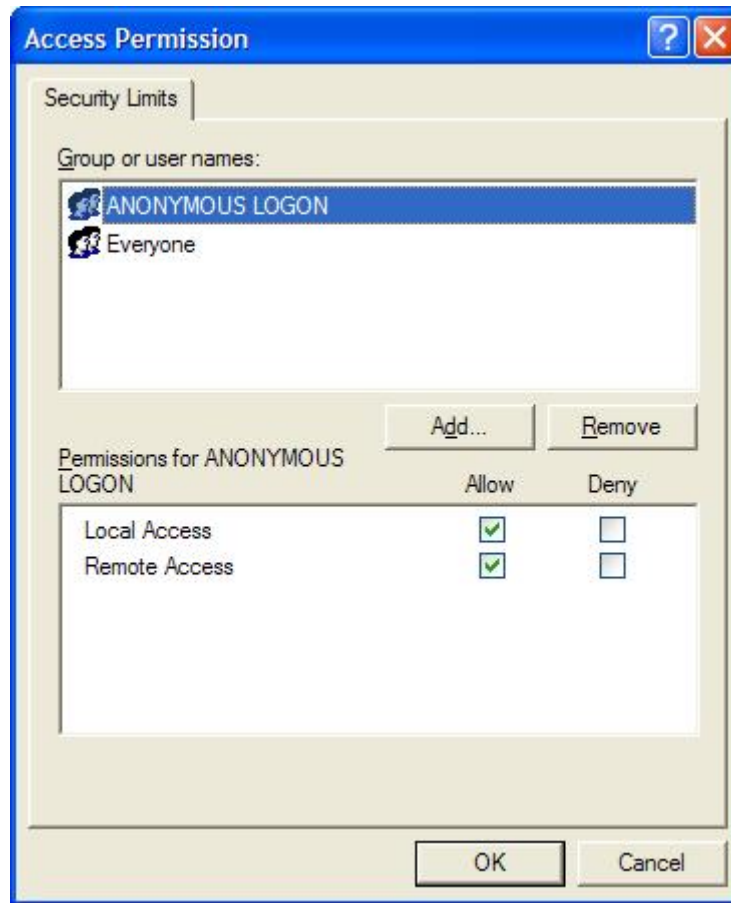 Access Permission
Security Limits
Group or user names:
ANONYMOUS LOGON
Everyone
Add...
Remove
Permissions for ANONYMOUS
LOGON
Allow
Deny
Local Access
Remote Access
OK
Cancel